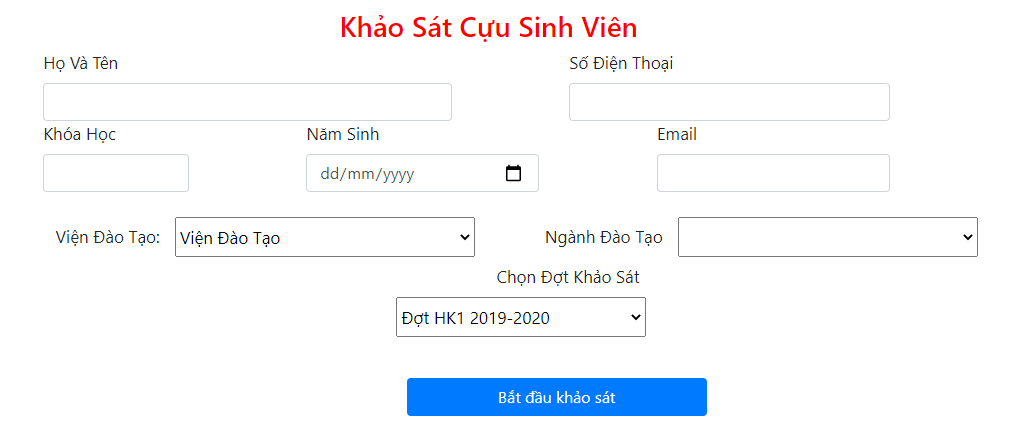 Khảo Sát Cựu Sinh Viên
Họ Và Tên Số Điện Thoại
Khóa Học Năm Sinh Email
dd/mm/yyyy
Viện Đào Tạo: Viện Đào Tạo Ngành Đào Tạo
Chọn Đợt Khảo Sát
Đợt HK1 2019-2020
Bắt đầu khảo sát